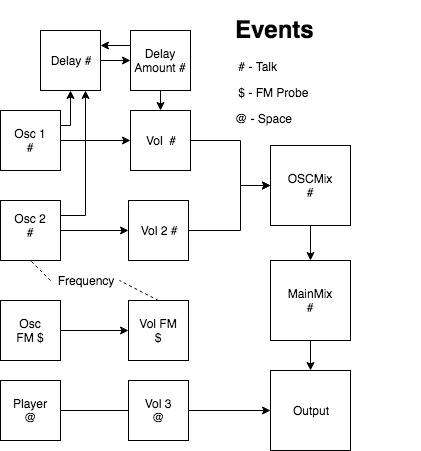 Events
# - Talk
$ - FM Probe
@ - Space
Delay #
Delay
Amount #
Osc 1
#
Vol #
OSCMix
#
Osc 2
#
Vol 2 #
Frequency
MainMix
#
Osc
FM $
Vol FM
$
Player
@
Vol 3
@
Output